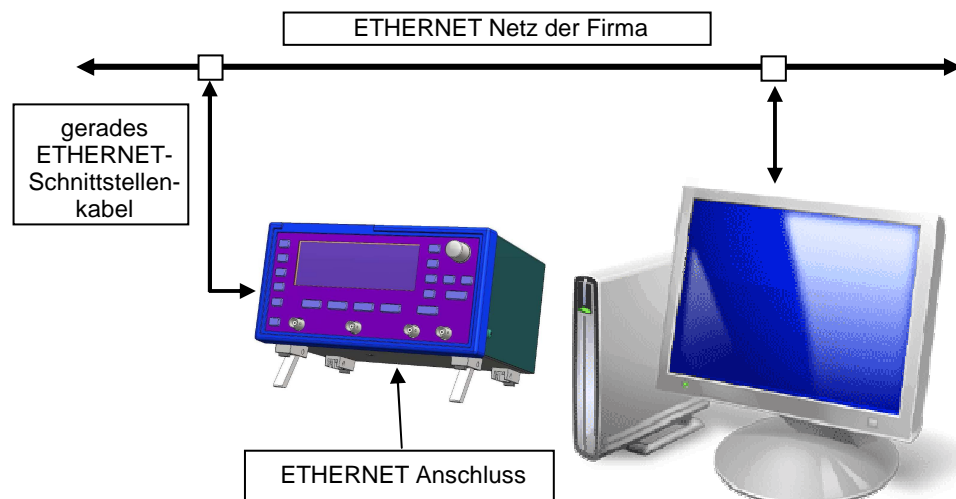 ETHERNET Netz der Firma
gerades
ETHERNET-
Schnittstellen-
kabel
ETHERNET Anschluss